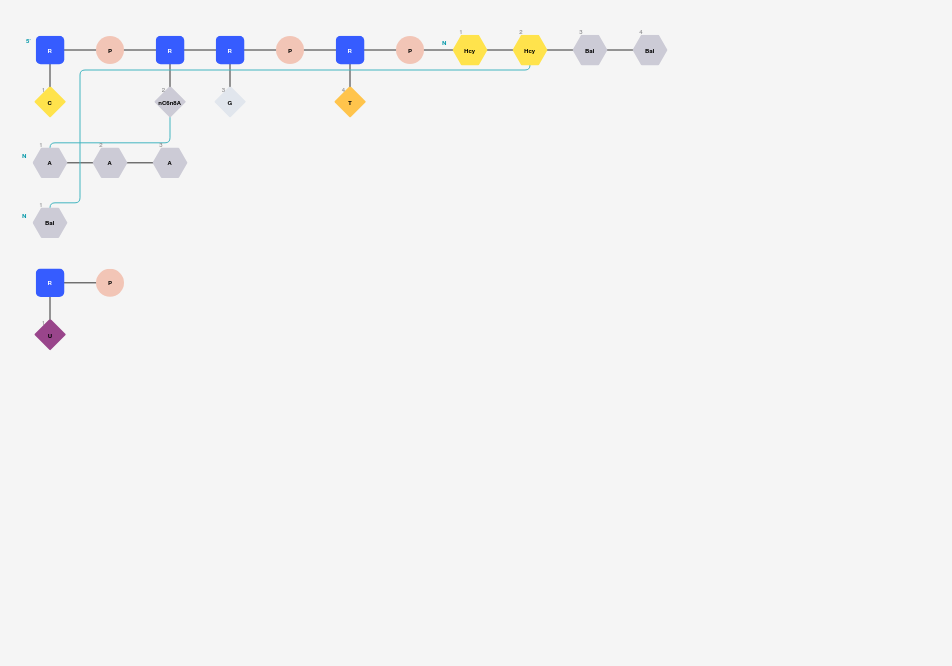 5' R P R R P R P N Hcy Hcy Bal Bal
1 2 3 4
1 C 2 nC6n8A 3 G 4 T
N 1 A 2 A 3 A
N 1 Bal
R P
U